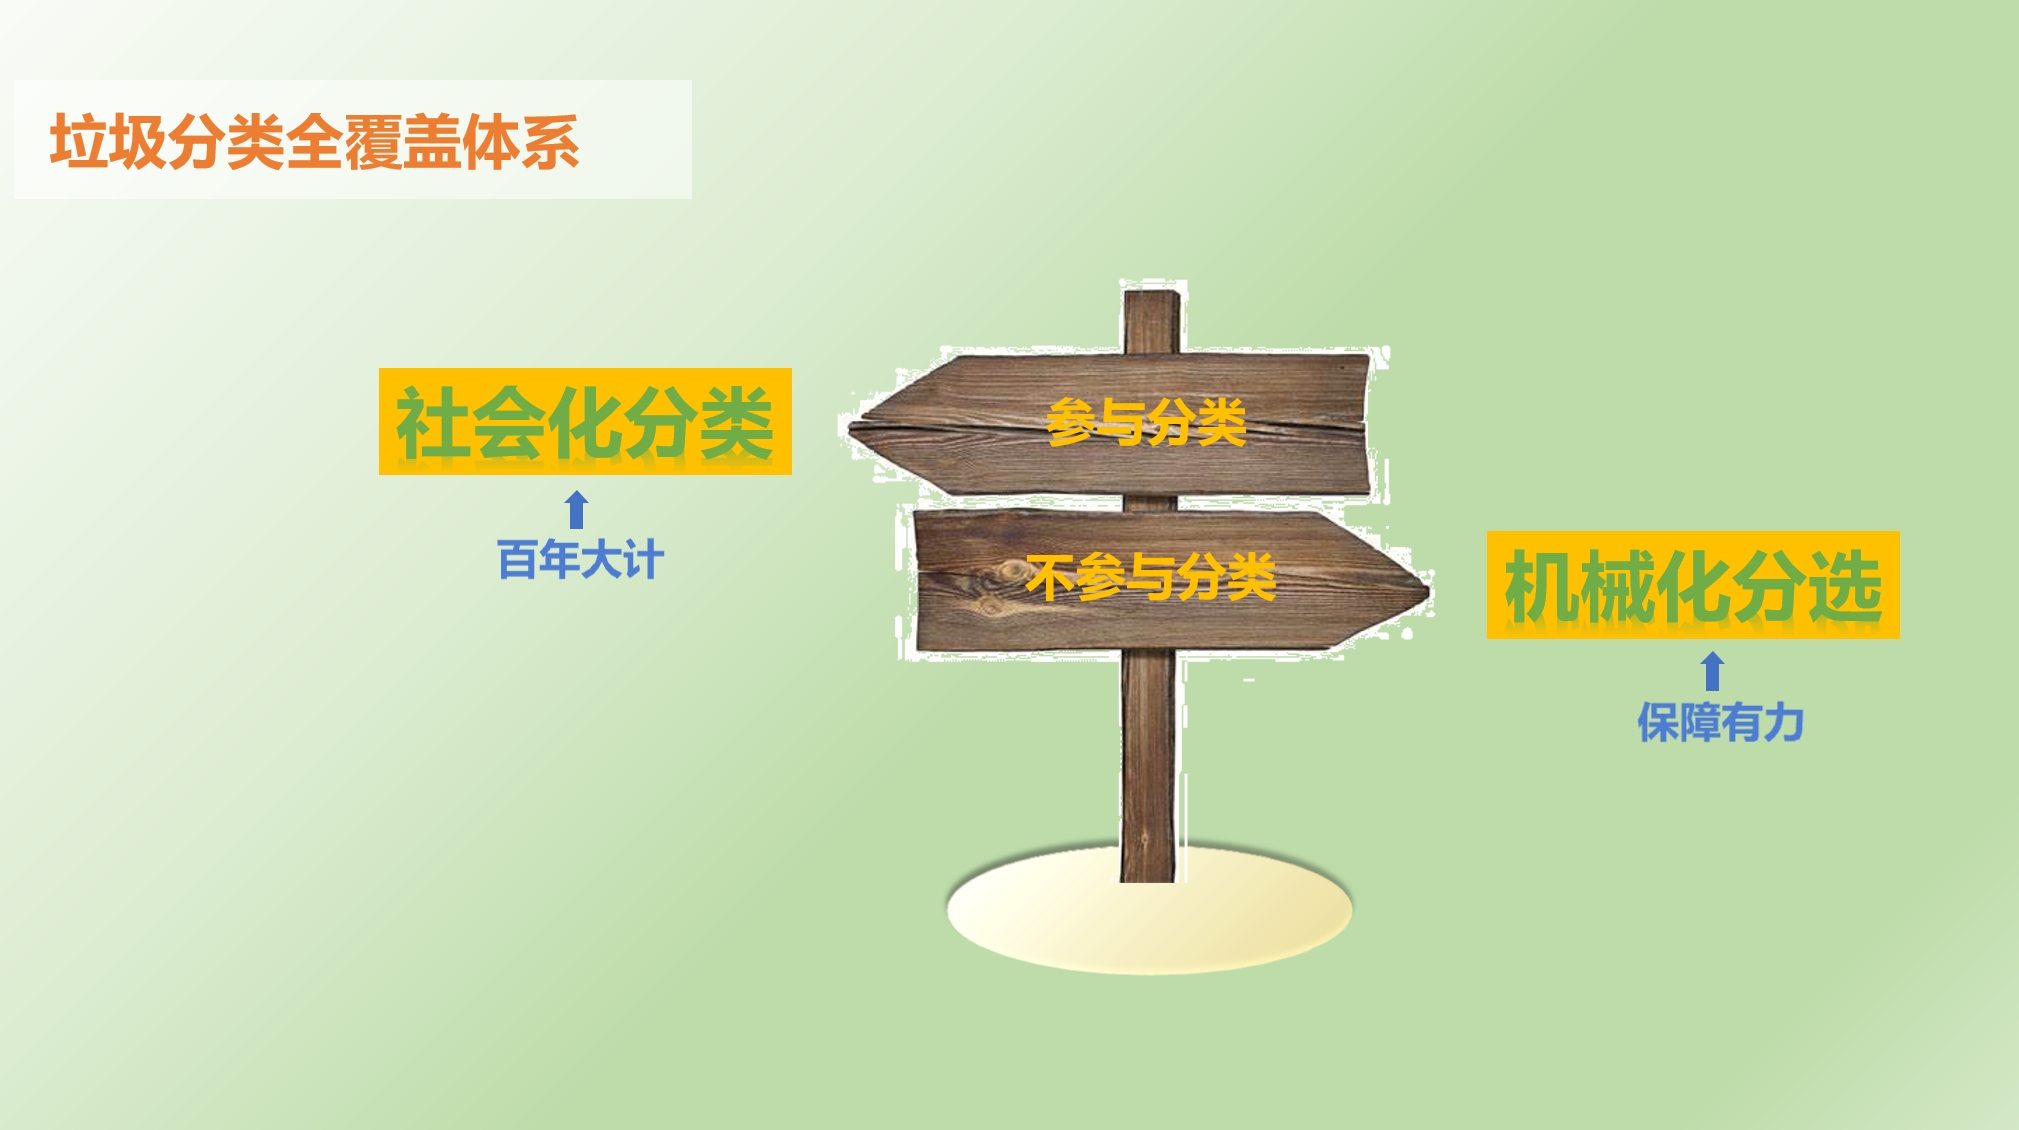 垃圾分类全覆盖体系
社会化分类
参与分类
百年大计
不参与分类
机械化分选
保障有力